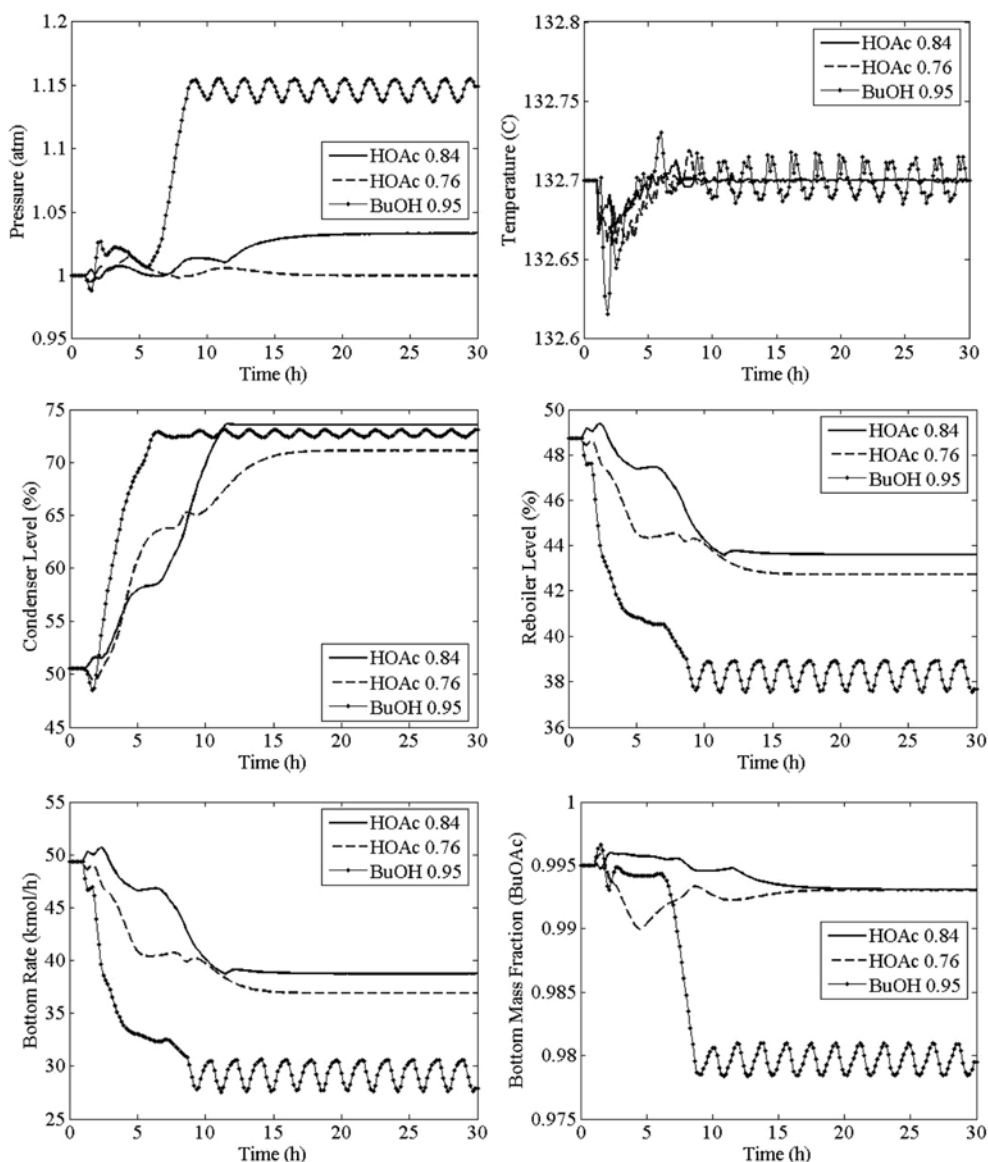 1.2
1.15
1.1
1.05
1
0.95
Pressure (atm)
HOAc 0.84
HOAc 0.76
BuOH 0.95
0 5 10 15 20 25 30
Time (h)
132.8
132.75
132.7
132.65
132.6
Temperature (C)
HOAc 0.84
HOAc 0.76
BuOH 0.95
0 5 10 15 20 25 30
Time (h)
75
70
65
60
55
50
45
Condenser Level (%)
HOAc 0.84
HOAc 0.76
BuOH 0.95
0 5 10 15 20 25 30
Time (h)
50
48
46
44
42
40
38
36
Reboiler Level (%)
HOAc 0.84
HOAc 0.76
BuOH 0.95
0 5 10 15 20 25 30
Time (h)
60
55
50
45
40
35
30
25
Bottom Rate (kmol/h)
HOAc 0.84
HOAc 0.76
BuOH 0.95
0 5 10 15 20 25 30
Time (h)
1
0.995
0.99
0.985
0.98
0.975
Bottom Mass Fraction (BuOAc)
HOAc 0.84
HOAc 0.76
BuOH 0.95
0 5 10 15 20 25 30
Time (h)